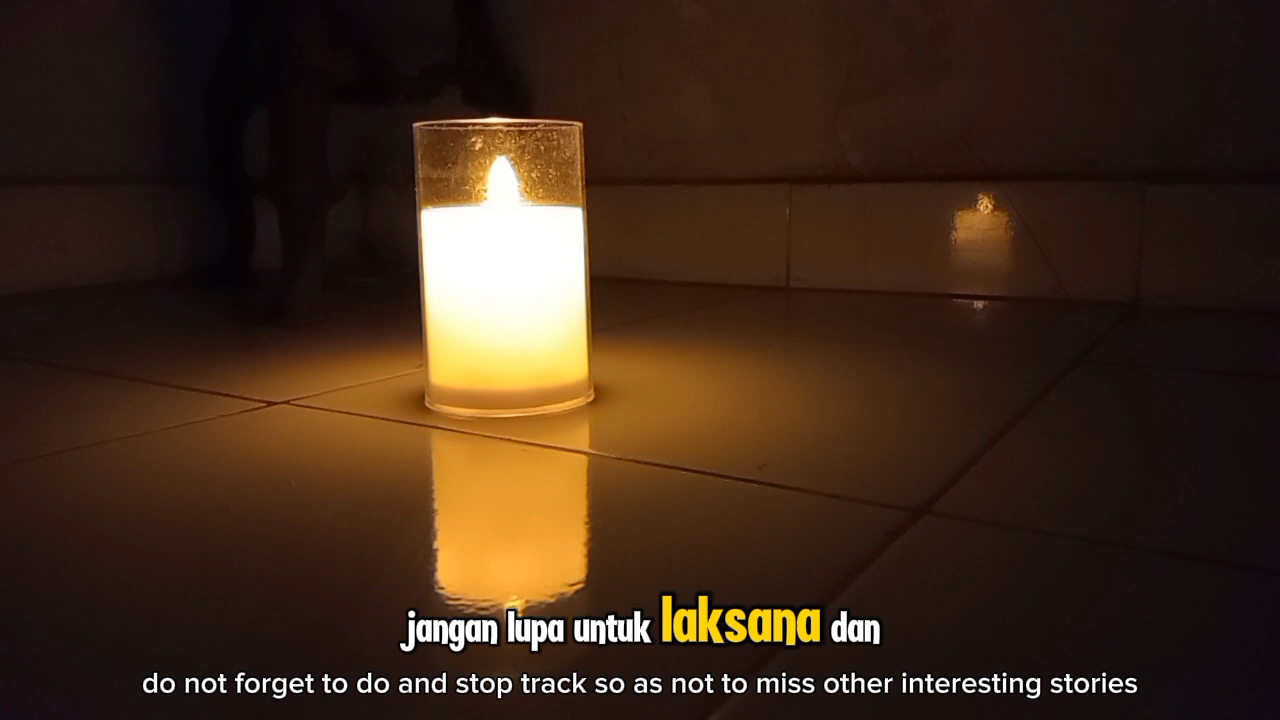 jangan lupa untuk laksana dan
do not forget to do and stop track so as not to miss other interesting stories